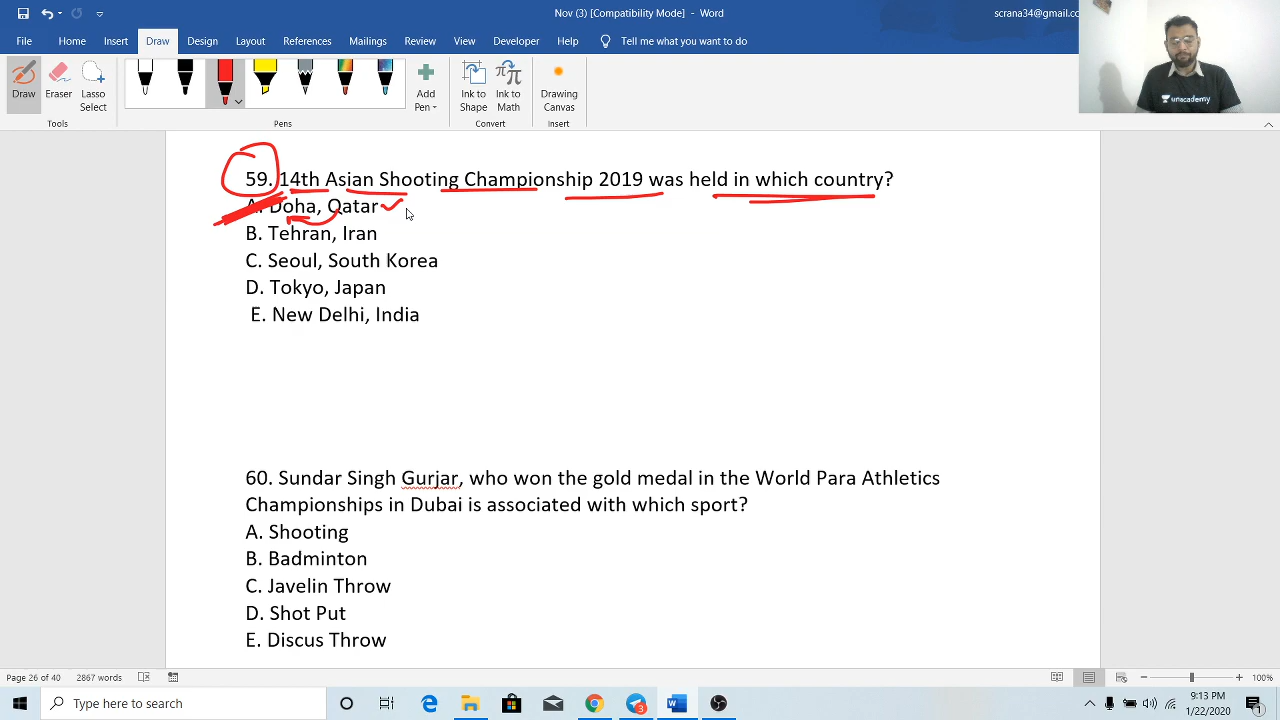 Nov (3) [Compatibility Mode] - Word
scrana34@gmail.co
File Home Insert Draw Design Layout References Mailings Review View Developer Help Tell me what you want to do
Draw Eraser Lasso Select Add Pen Ink to Shape Ink to Math Drawing Canvas
Tools Pens Convert Insert
unacademy
59. 14th Asian Shooting Championship 2019 was held in which country?
A. Doha, Qatar
B. Tehran, Iran
C. Seoul, South Korea
D. Tokyo, Japan
E. New Delhi, India
60. Sundar Singh Gurjar, who won the gold medal in the World Para Athletics
Championships in Dubai is associated with which sport?
A. Shooting
B. Badminton
C. Javelin Throw
D. Shot Put
E. Discus Throw
Page 26 of 40 2867 words 100%
Type here to search 3 9:13 PM
1/22/2020 1